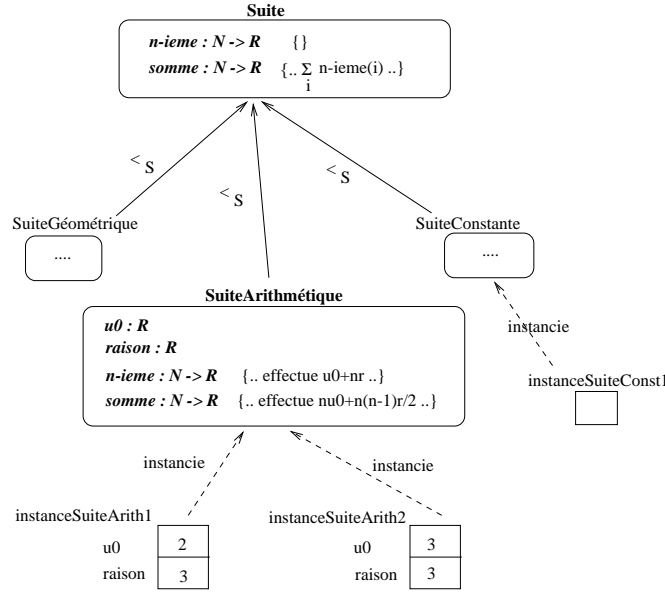 Suite
n-ieme : N -> R {}
somme : N -> R {.. Σ n-ieme(i) ..}
i
< S
< S
< S
SuiteGéométrique
....
SuiteConstante
....
SuiteArithmétique
u0 : R
raison : R
n-ieme : N -> R {.. effectue u0+nr ..}
somme : N -> R {.. effectue nu0+n(n-1)r/2 ..}
instancie
instanceSuiteConst1
instancie
instancie
instanceSuiteArith1
u0 2
raison 3
instanceSuiteArith2
u0 3
raison 3